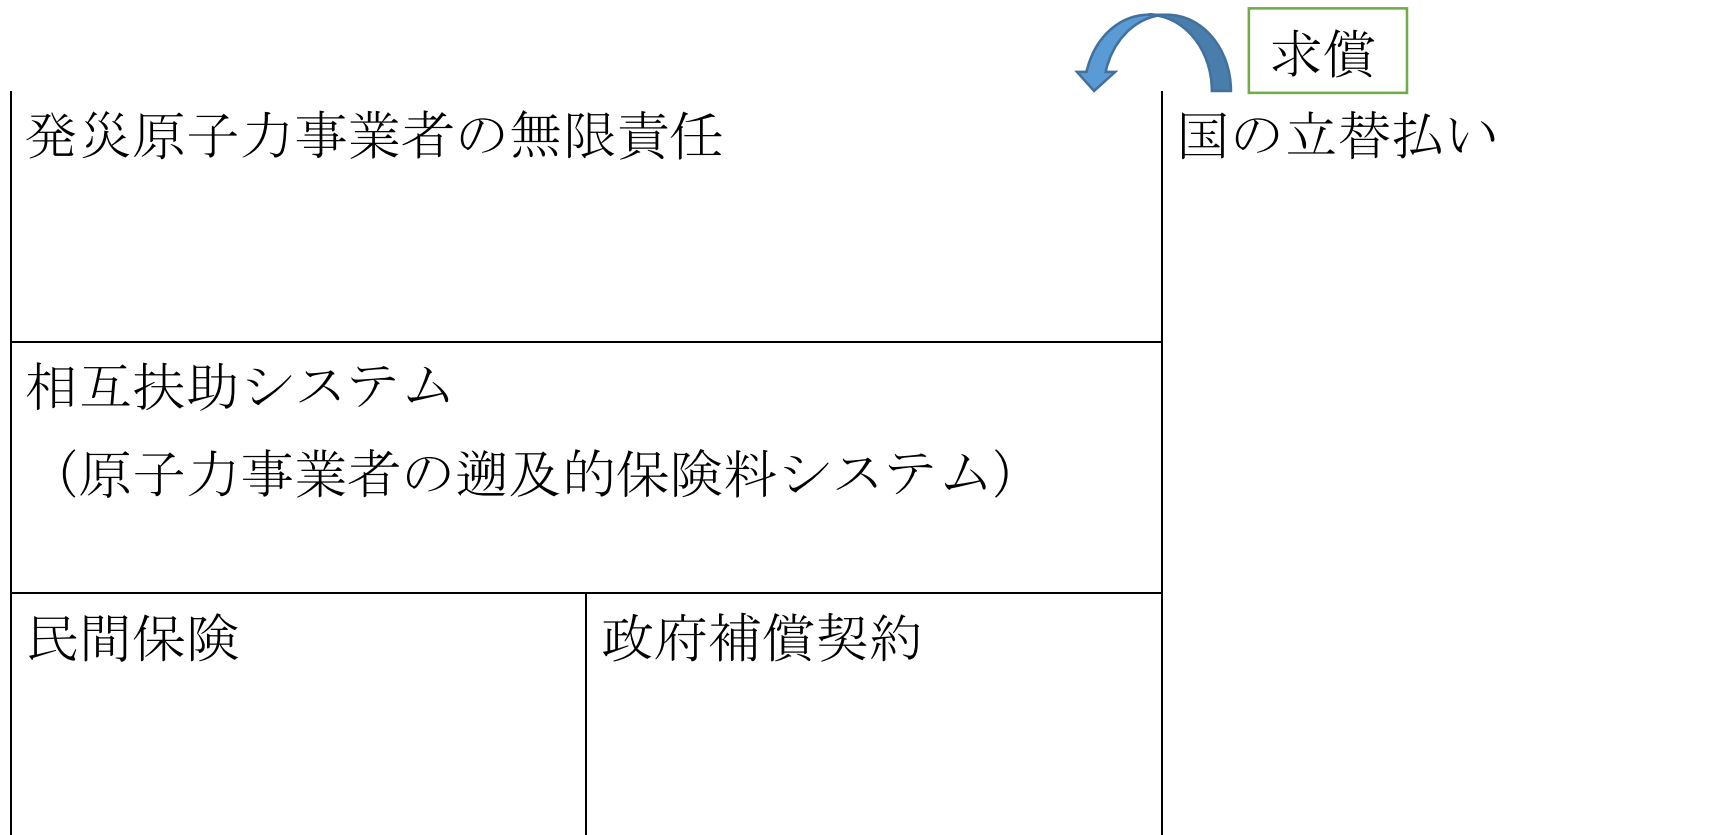 求償
発災原子力事業者の無限責任
国の立替払い
相互扶助システム
（原子力事業者の遡及的保険料システム）
民間保険
政府補償契約